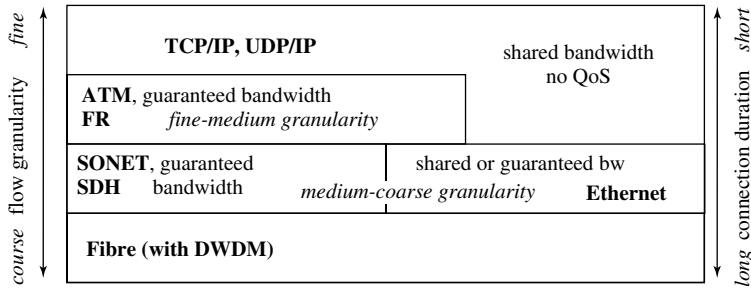 TCP/IP, UDP/IP
shared bandwidth
no QoS
ATM, guaranteed bandwidth
FR fine-medium granularity
SONET, guaranteed
SDH bandwidth
shared or guaranteed bw
medium-coarse granularity
Ethernet
Fibre (with DWDM)
course flow granularity fine
long connection duration short